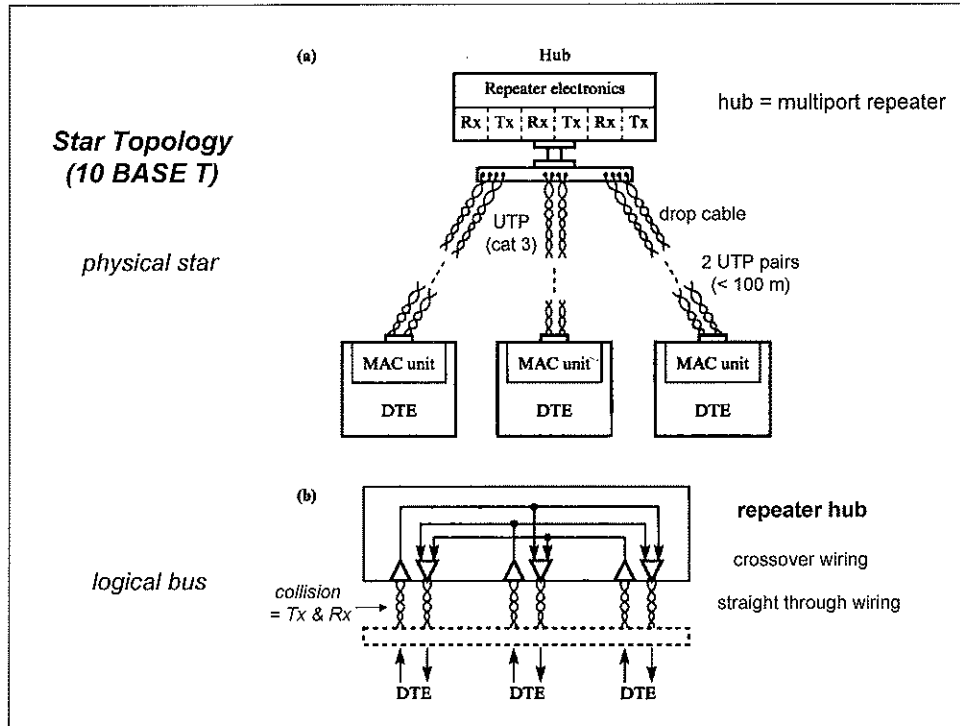 (a)
Hub
Repeater electronics
Rx Tx Rx Tx Rx Tx
hub = multiport repeater
Star Topology
(10 BASE T)
physical star
UTP
(cat 3)
drop cable
2 UTP pairs
(< 100 m)
MAC unit
DTE
MAC unit
DTE
MAC unit
DTE
(b)
repeater hub
crossover wiring
straight through wiring
logical bus
collision
= Tx & Rx
DTE
DTE
DTE